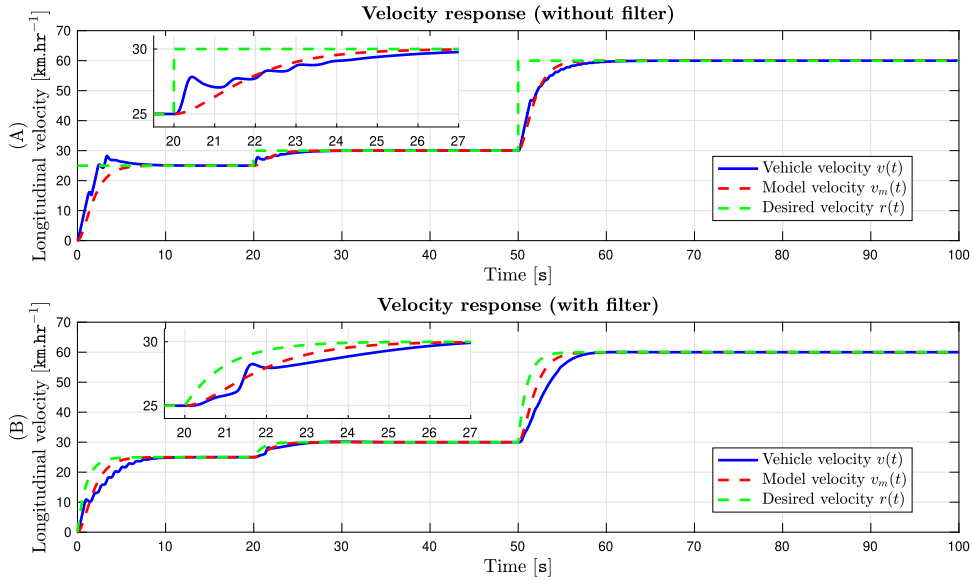 Velocity response (without filter)
(A)
Longitudinal velocity [km.hr⁻¹]
70
60
50
40
30
20
10
0
30
25
20 21 22 23 24 25 26 27
Vehicle velocity v(t)
Model velocity vₘ(t)
Desired velocity r(t)
0 10 20 30 40 50 60 70 80 90 100
Time [s]
Velocity response (with filter)
(B)
Longitudinal velocity [km.hr⁻¹]
70
60
50
40
30
20
10
0
30
25
20 21 22 23 24 25 26 27
Vehicle velocity v(t)
Model velocity vₘ(t)
Desired velocity r(t)
0 10 20 30 40 50 60 70 80 90 100
Time [s]